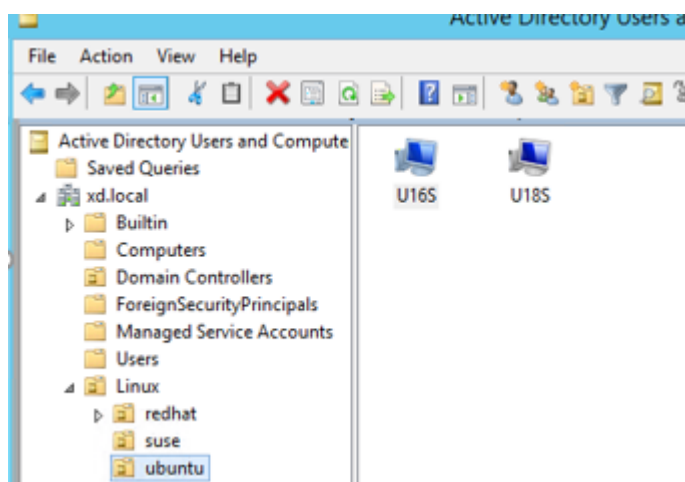 Active Directory Users a
File Action View Help
Active Directory Users and Compute
Saved Queries
xd.local
Builtin
Computers
Domain Controllers
ForeignSecurityPrincipals
Managed Service Accounts
Users
Linux
redhat
suse
ubuntu
U16S U18S